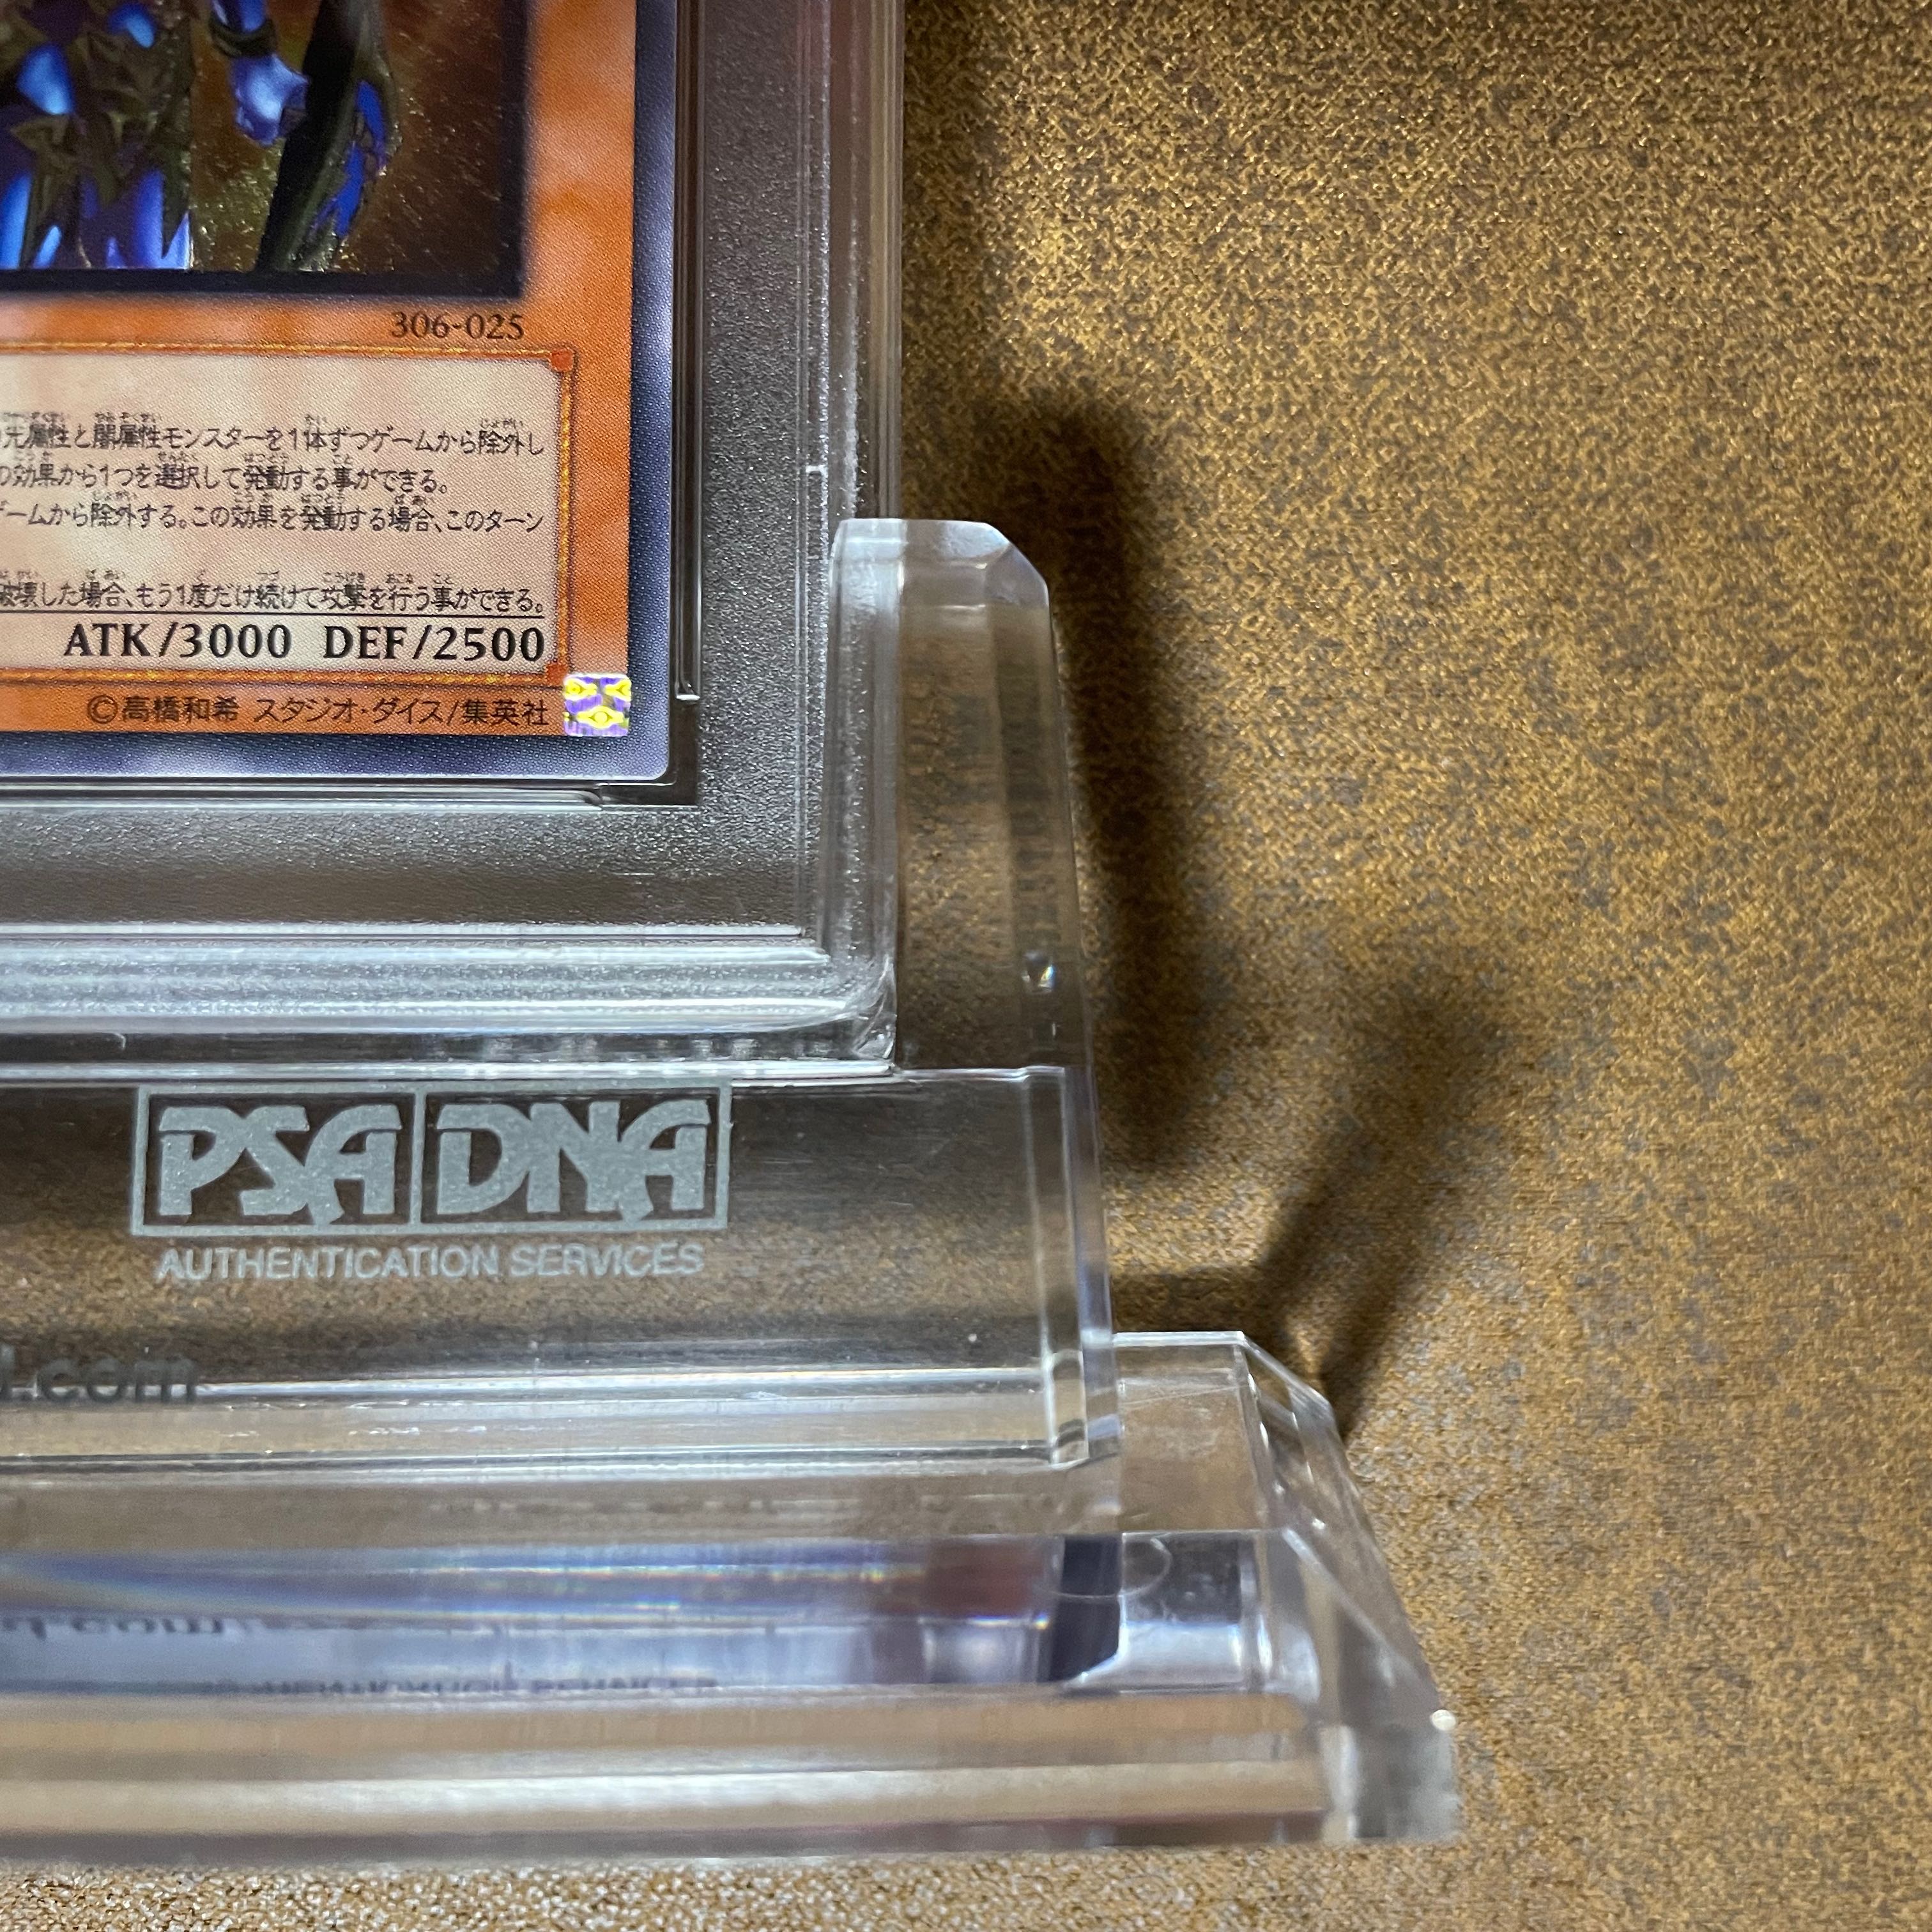 306-025
光属性と闇属性モンスターを1体ずつゲームから除外し
の効果から1つを選択して発動する事ができる。
ゲームから除外する。この効果を発動する場合、このターン
破壊した場合、もう1度だけ続けて攻撃を行う事ができる。
ATK/3000 DEF/2500
©高橋和希 スタジオ・ダイス/集英社
PSA DNA
AUTHENTICATION SERVICES
.com